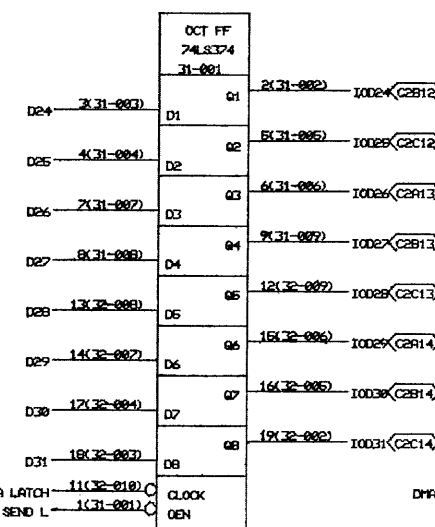 OCT FF
74LS374
31-001
Q1 2(31-002) IOD24 C2B12
D24 3(31-003) D1
Q2 5(31-005) IOD25 C2C12
D25 4(31-004) D2
Q3 6(31-006) IOD26 C2A13
D26 7(31-007) D3
Q4 9(31-009) IOD27 C2B13
D27 8(31-008) D4
Q5 12(32-009) IOD28 C2C13
D28 13(32-008) D5
Q6 15(32-006) IOD29 C2A14
D29 14(32-007) D6
Q7 16(32-005) IOD30 C2B14
D30 17(32-004) D7
Q8 19(32-002) IOD31 C2C14
D31 18(32-003) D8
A LATCH 11(32-010) CLOCK DMA
SEND L 1(31-001) OEN